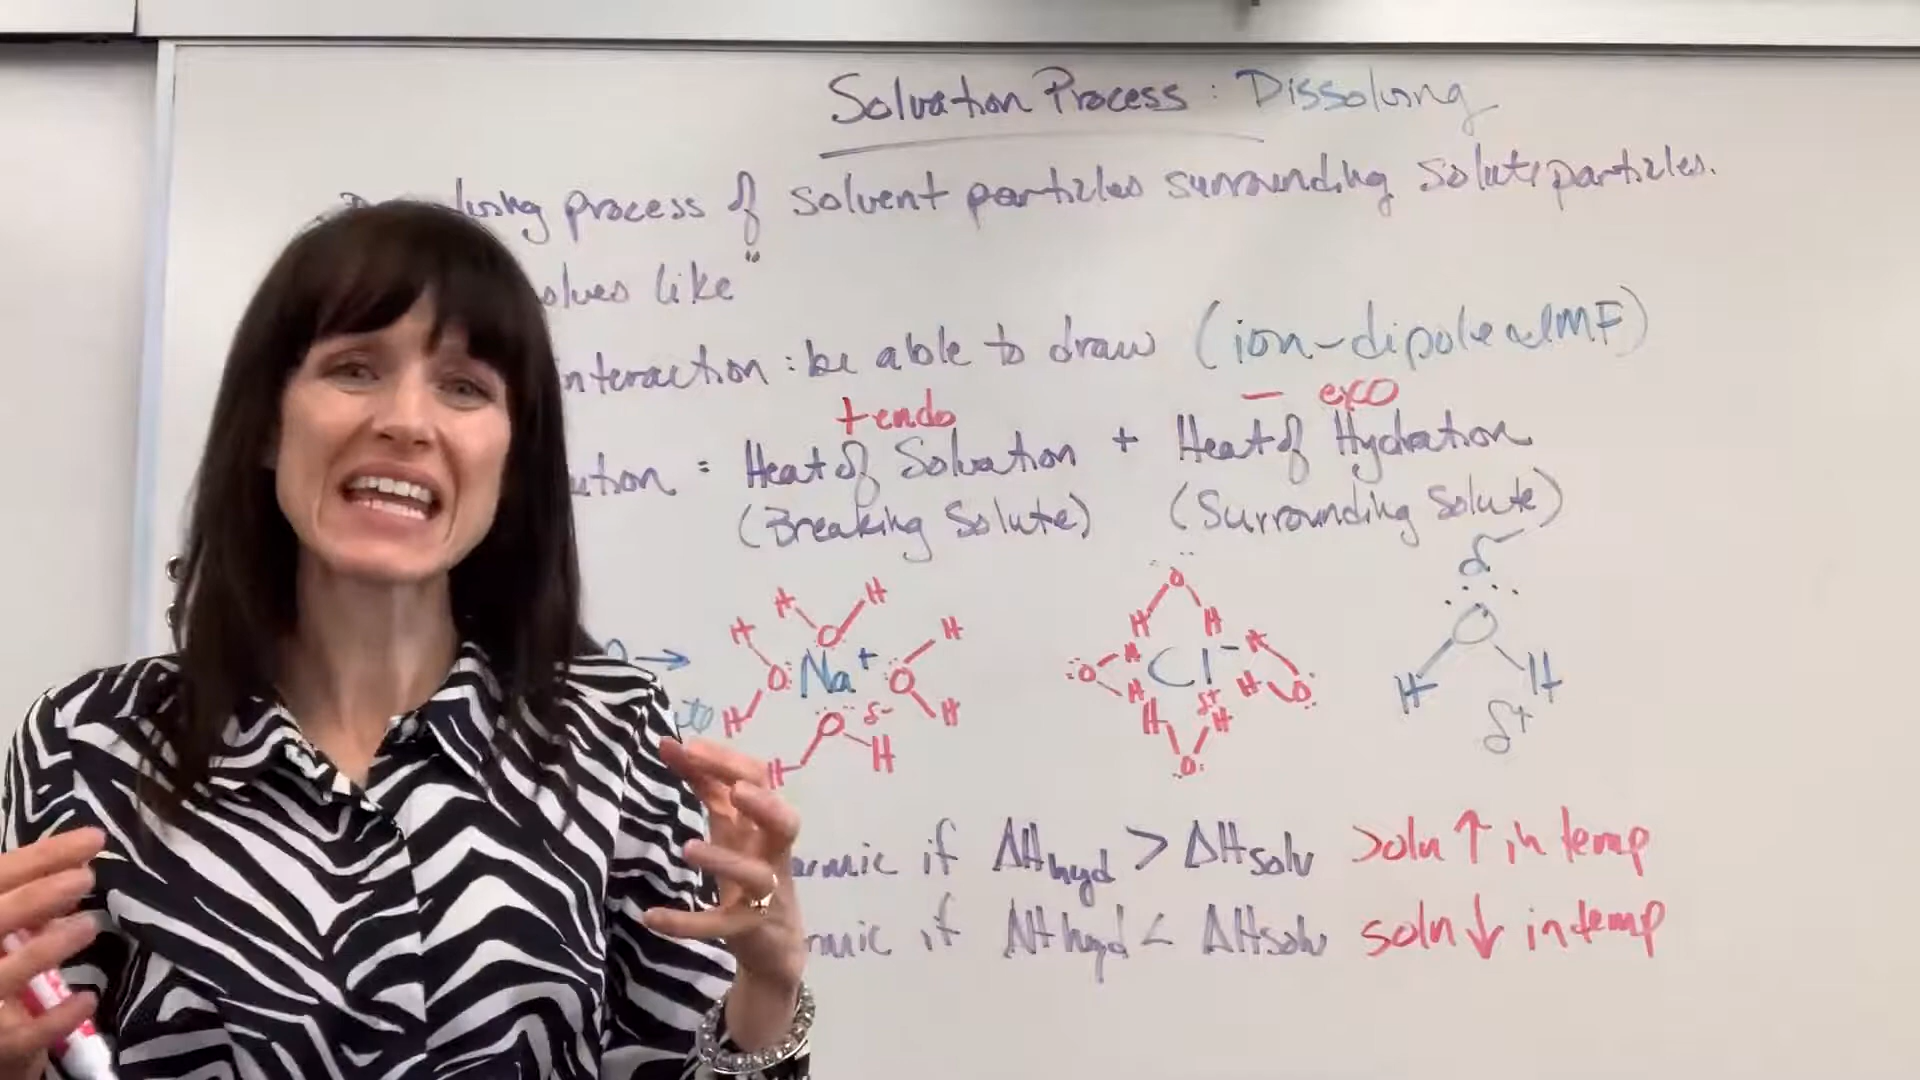 Solvation Process : Dissolving
process of solvent particles surrounding solute particles.
like"
: be able to draw (ion-dipole IMF)
+ endo − exo
= Heat of Solvation + Heat of Hydration
(Breaking Solute) (Surrounding Solute)
δ-
O
H H
δ+
→
H H H H
O O O O
Na+
H H H H
δ-
O O O O
H H H H
Cl-
H H H H
δ+
if ΔHhyd > ΔHsolv >soln ↑ in temp
if ΔHhyd < ΔHsolv soln ↓ in temp